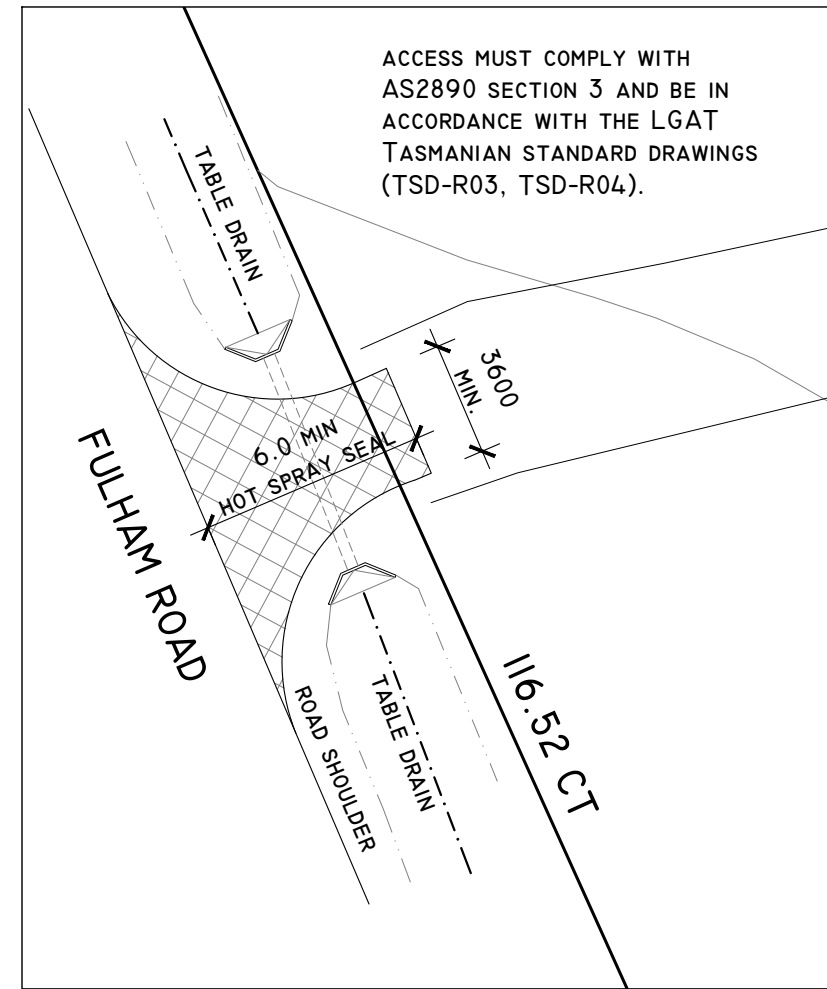 ACCESS MUST COMPLY WITH
AS2890 SECTION 3 AND BE IN
ACCORDANCE WITH THE LGAT
TASMANIAN STANDARD DRAWINGS
(TSD-R03, TSD-R04).
TABLE DRAIN
3600
MIN.
6.0 MIN
HOT SPRAY SEAL
FULHAM ROAD
ROAD SHOULDER
TABLE DRAIN
116.52 CT